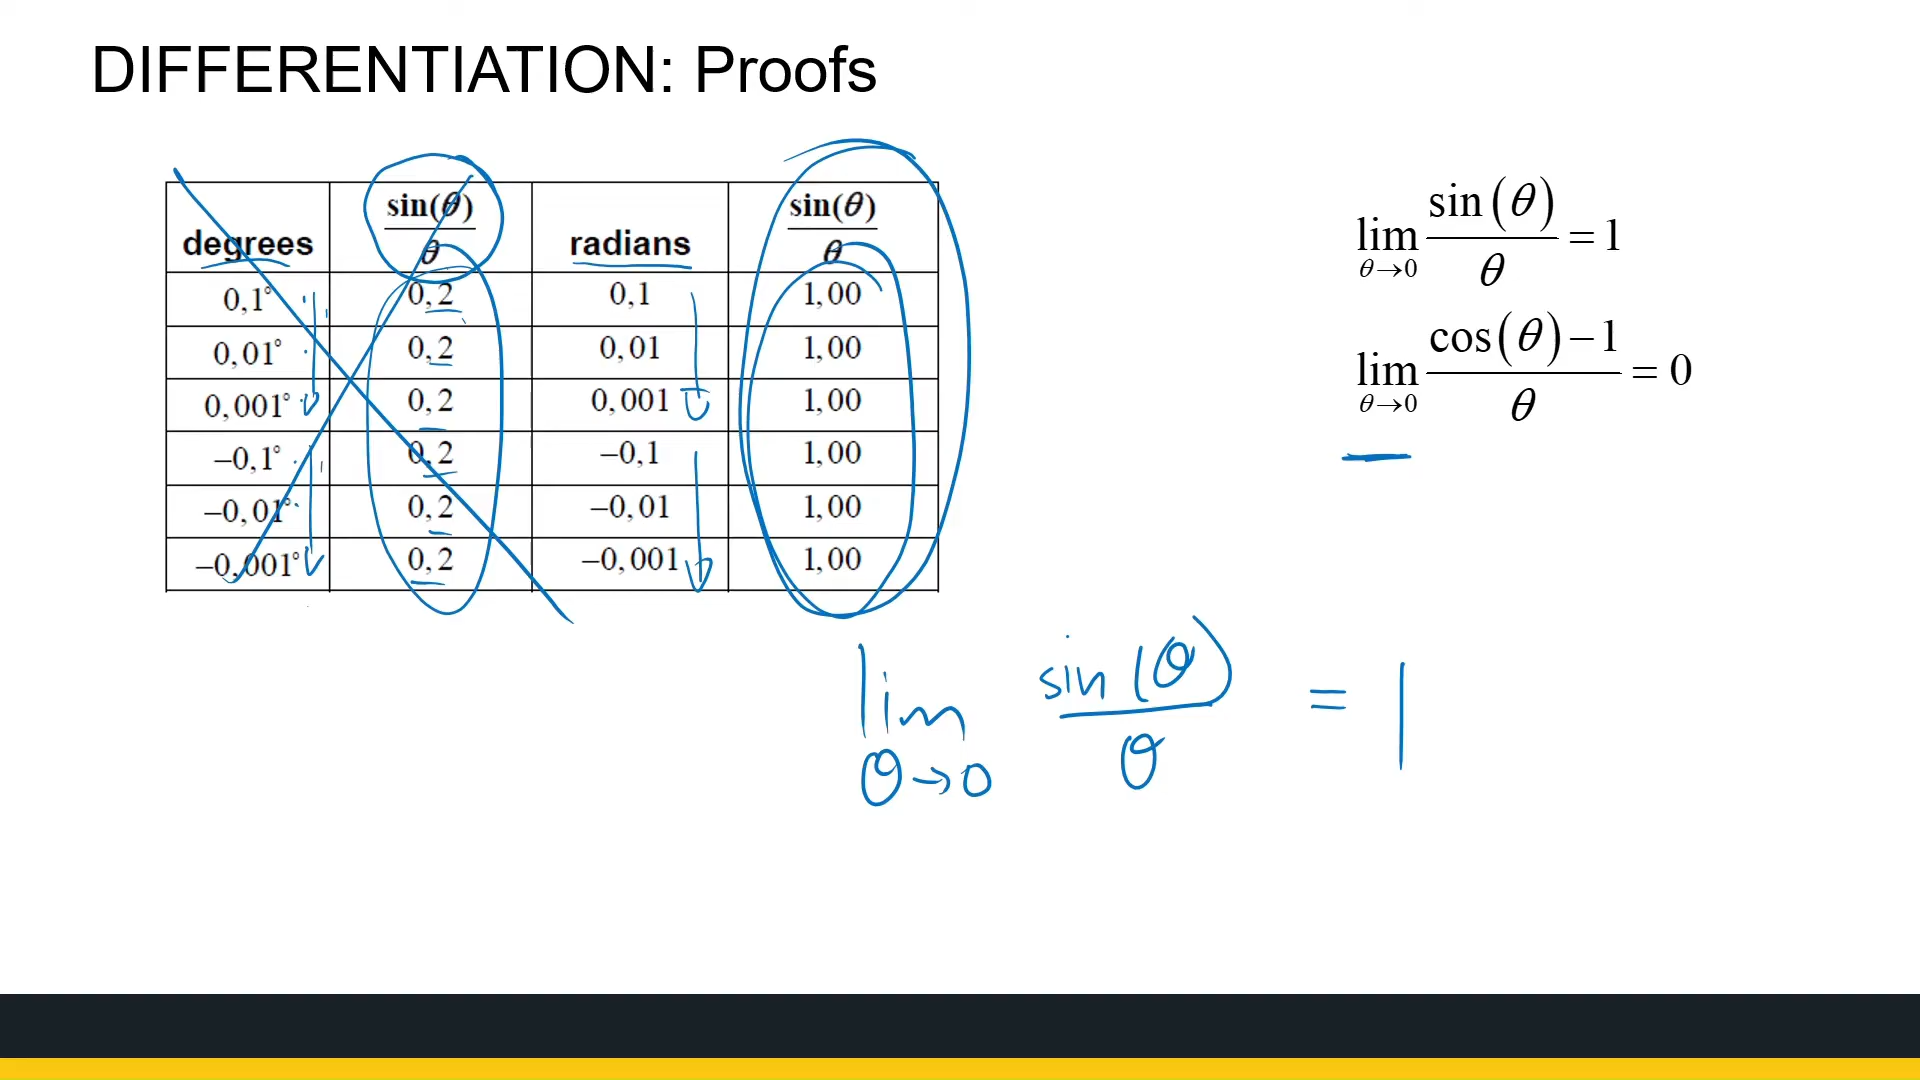 DIFFERENTIATION: Proofs
degrees sin(θ)/θ radians sin(θ)/θ
0,1° 0,2 0,1 1,00
0,01° 0,2 0,01 1,00
0,001° 0,2 0,001 1,00
−0,1° 0,2 −0,1 1,00
−0,01° 0,2 −0,01 1,00
−0,001° 0,2 −0,001 1,00
lim θ→0 sin(θ)/θ = 1
lim θ→0 cos(θ)−1/θ = 0
lim θ→0 sin(θ)/θ = 1